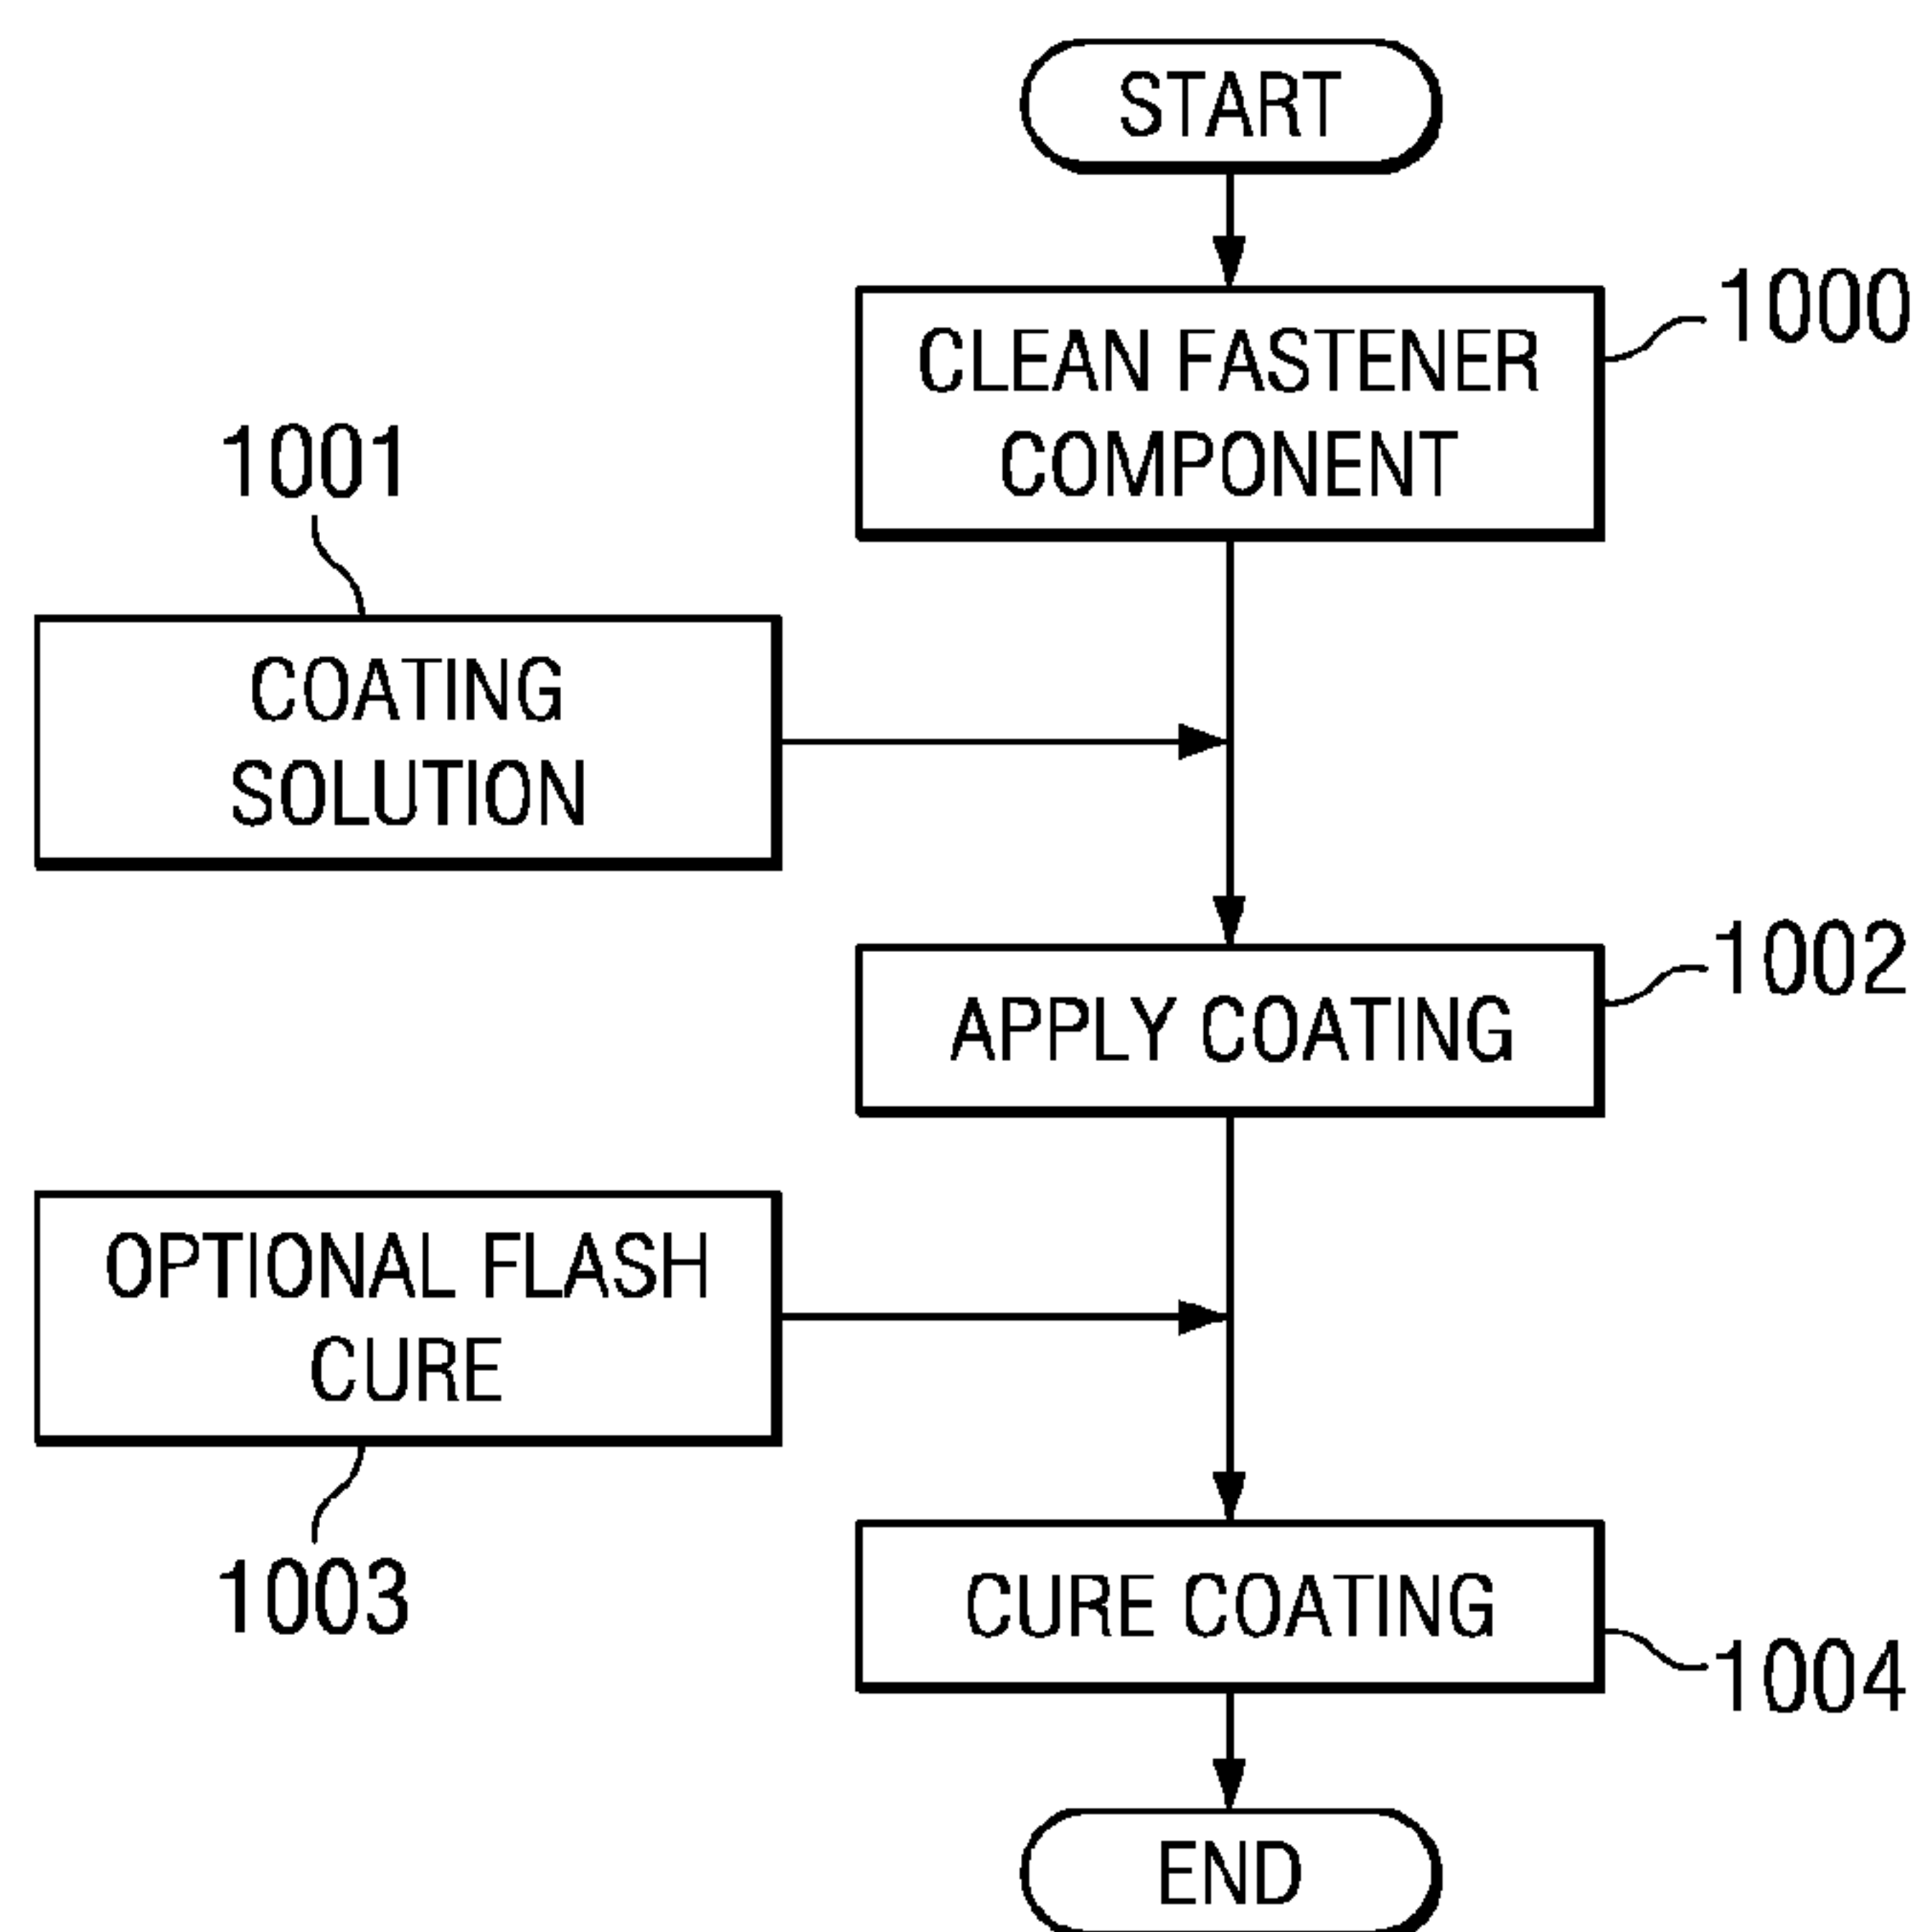 START
CLEAN FASTENER
COMPONENT
1000
1001
COATING
SOLUTION
APPLY COATING
1002
OPTIONAL FLASH
CURE
1003
CURE COATING
1004
END